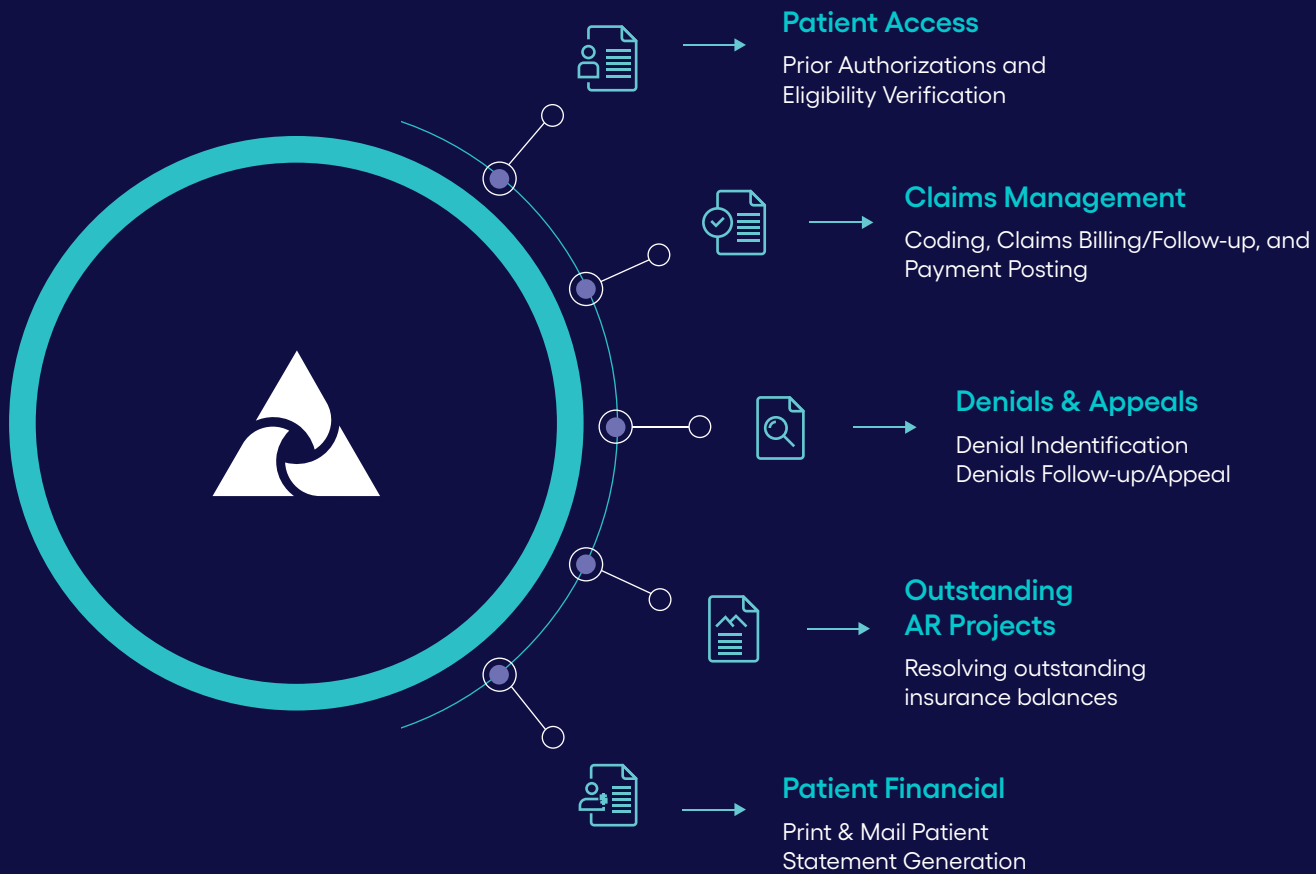 Patient Access
Prior Authorizations and
Eligibility Verification
Claims Management
Coding, Claims Billing/Follow-up, and
Payment Posting
Denials & Appeals
Denial Indentification
Denials Follow-up/Appeal
Outstanding
AR Projects
Resolving outstanding
insurance balances
Patient Financial
Print & Mail Patient
Statement Generation